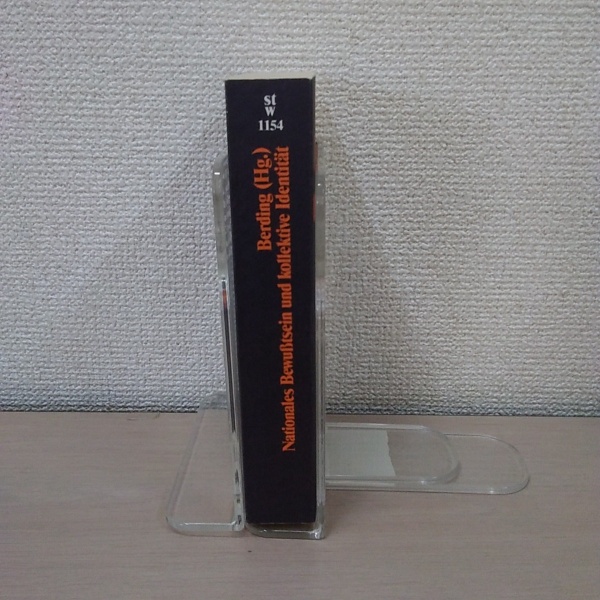 st
w
1154
Berding (Hg.)
Nationales Bewußtsein und kollektive Identität